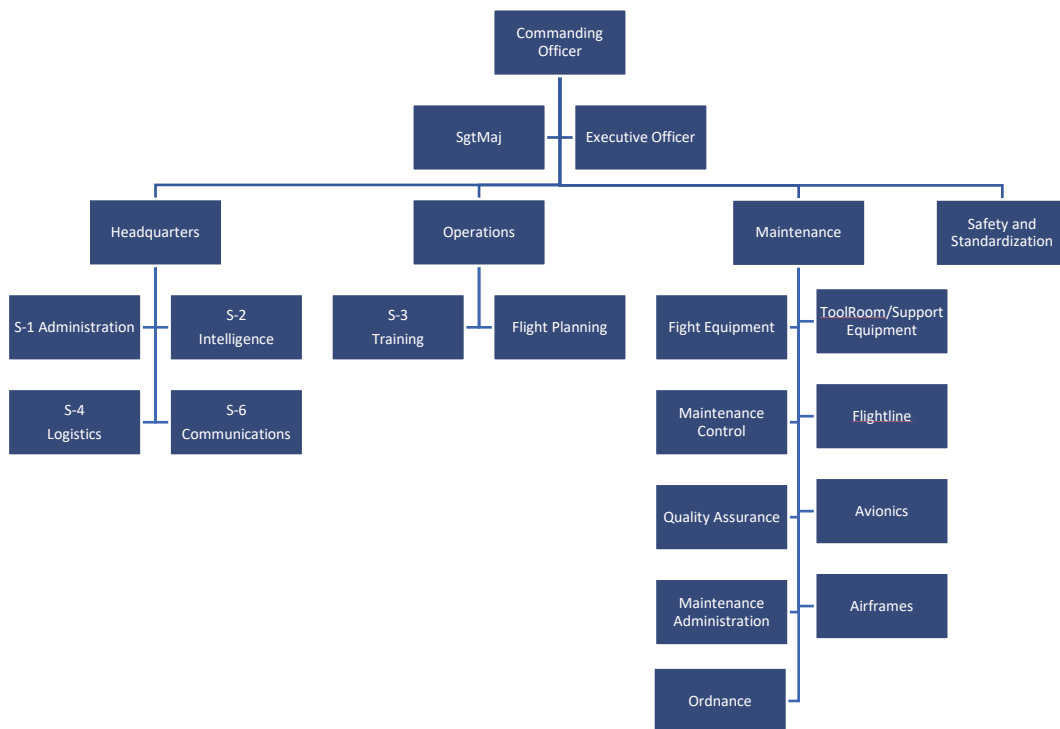 Commanding
Officer
SgtMaj
Executive Officer
Headquarters
Operations
Maintenance
Safety and
Standardization
S-1 Administration
S-2
Intelligence
S-4
Logistics
S-6
Communications
S-3
Training
Flight Planning
Fight Equipment
ToolRoom/Support
Equipment
Maintenance
Control
Flightline
Quality Assurance
Avionics
Maintenance
Administration
Airframes
Ordnance